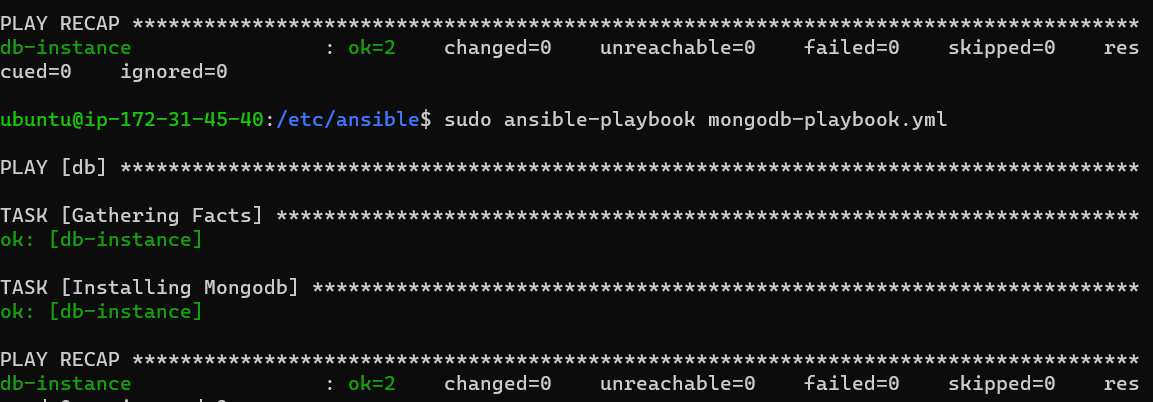 PLAY RECAP ************************************************************************************
db-instance                : ok=2    changed=0    unreachable=0    failed=0    skipped=0    res
cued=0    ignored=0
ubuntu@ip-172-31-45-40:/etc/ansible$ sudo ansible-playbook mongodb-playbook.yml
PLAY [db] *************************************************************************************
TASK [Gathering Facts] ************************************************************************
ok: [db-instance]
TASK [Installing Mongodb] *********************************************************************
ok: [db-instance]
PLAY RECAP ************************************************************************************
db-instance                : ok=2    changed=0    unreachable=0    failed=0    skipped=0    res